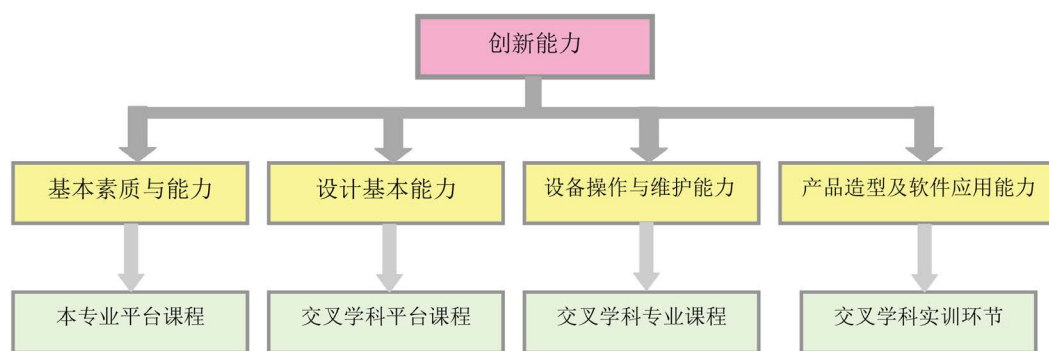 创新能力
基本素质与能力
设计基本能力
设备操作与维护能力
产品造型及软件应用能力
本专业平台课程
交叉学科平台课程
交叉学科专业课程
交叉学科实训环节